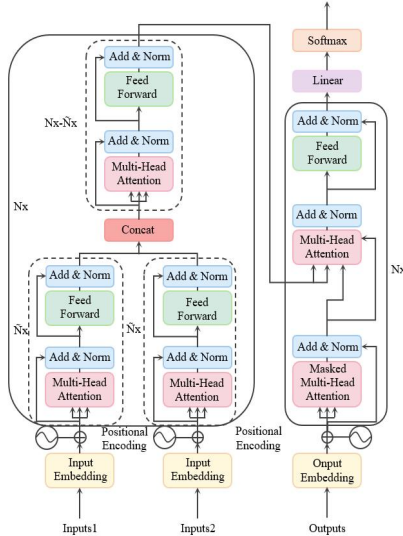 Softmax
Linear
Add & Norm
Feed
Forward
Nx-N̄x
Add & Norm
Multi-Head
Attention
Nx
Concat
Add & Norm
Feed
Forward
N̄x
Add & Norm
Multi-Head
Attention
Add & Norm
Feed
Forward
N̄x
Add & Norm
Multi-Head
Attention
Add & Norm
Feed
Forward
Add & Norm
Multi-Head
Attention
Nx
Add & Norm
Masked
Multi-Head
Attention
Positional
Encoding
Positional
Encoding
Input
Embedding
Input
Embedding
Onput
Embedding
Inputs1
Inputs2
Outputs